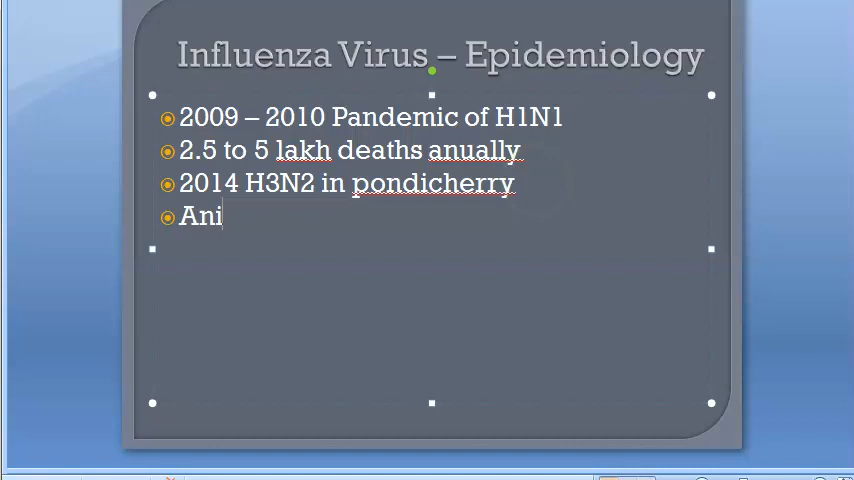 Influenza Virus – Epidemiology
2009 – 2010 Pandemic of H1N1
2.5 to 5 lakh deaths anually
2014 H3N2 in pondicherry
Ani